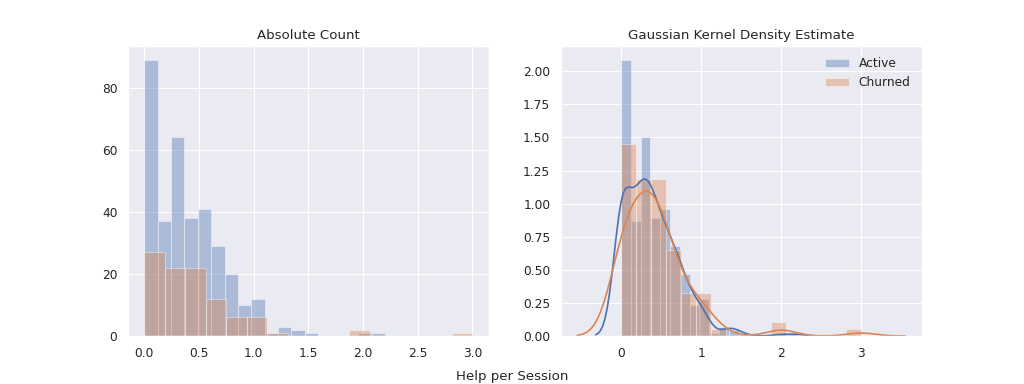 Absolute Count
80
60
40
20
0
0.0 0.5 1.0 1.5 2.0 2.5 3.0
Gaussian Kernel Density Estimate
Active
Churned
2.00
1.75
1.50
1.25
1.00
0.75
0.50
0.25
0.00
0 1 2 3
Help per Session